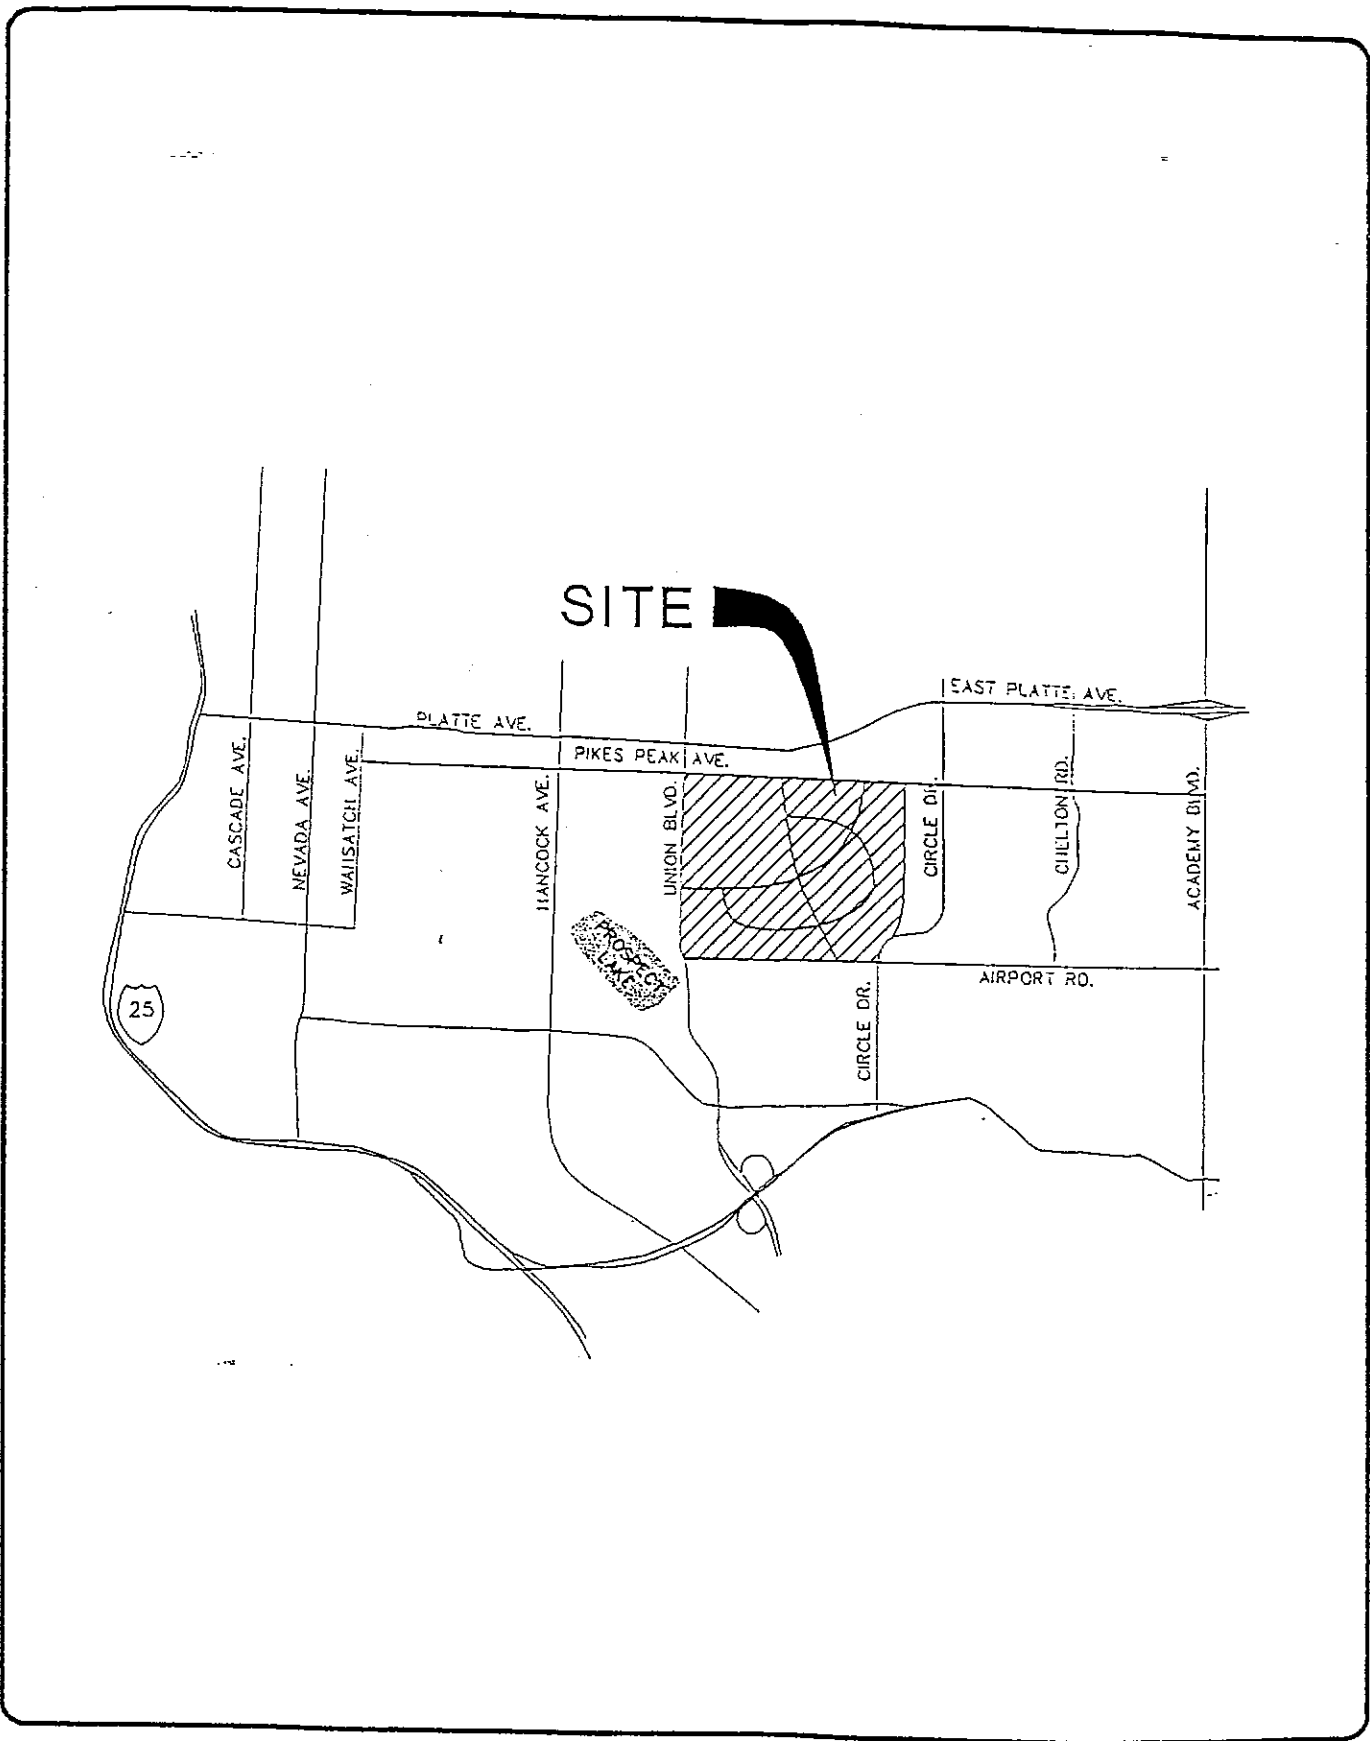 SITE
EAST PLATTE AVE.
PLATTE AVE.
PIKES PEAK AVE.
CASCADE AVE.
NEVADA AVE.
WAHSATCH AVE.
HANCOCK AVE.
UNION BLVD.
CIRCLE DR.
CHELTON RD.
ACADEMY BLVD.
PROSPECT
LAKE
AIRPORT RD.
25
CIRCLE DR.